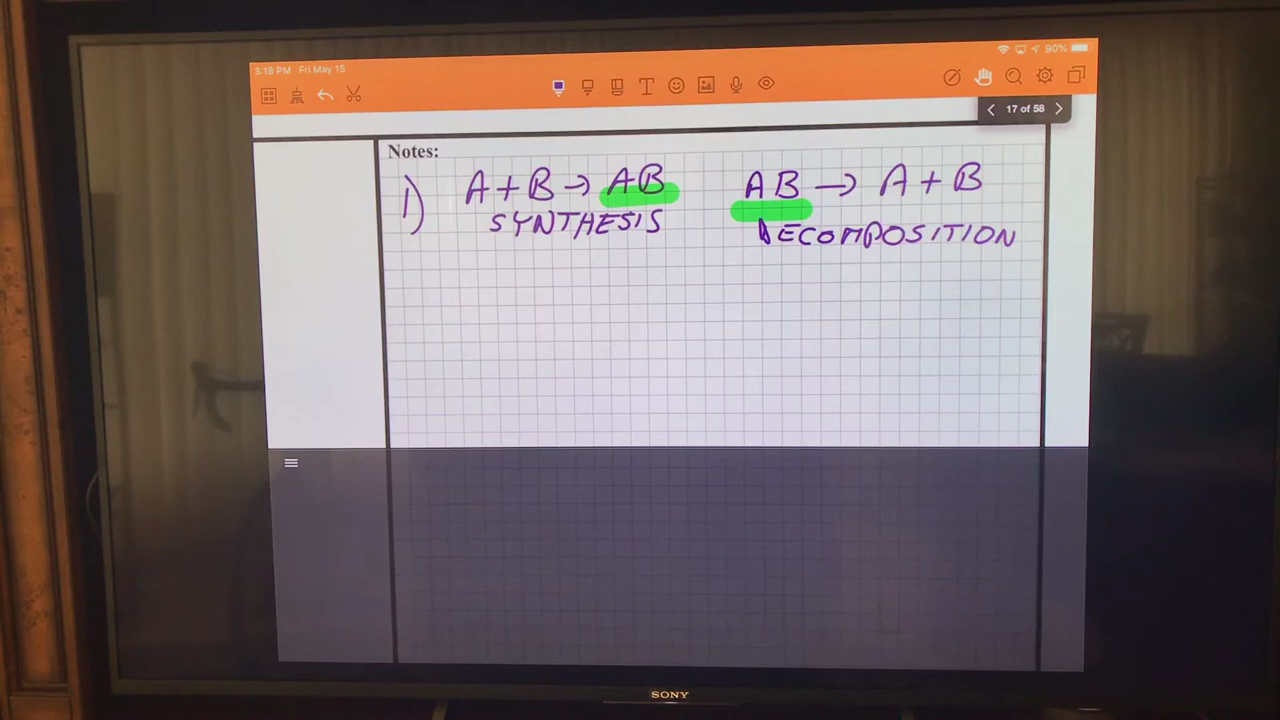 3:18 PM Fri May 15
90%
T
17 of 58
Notes:
1) A + B → AB AB → A + B
SYNTHESIS DECOMPOSITION
SONY